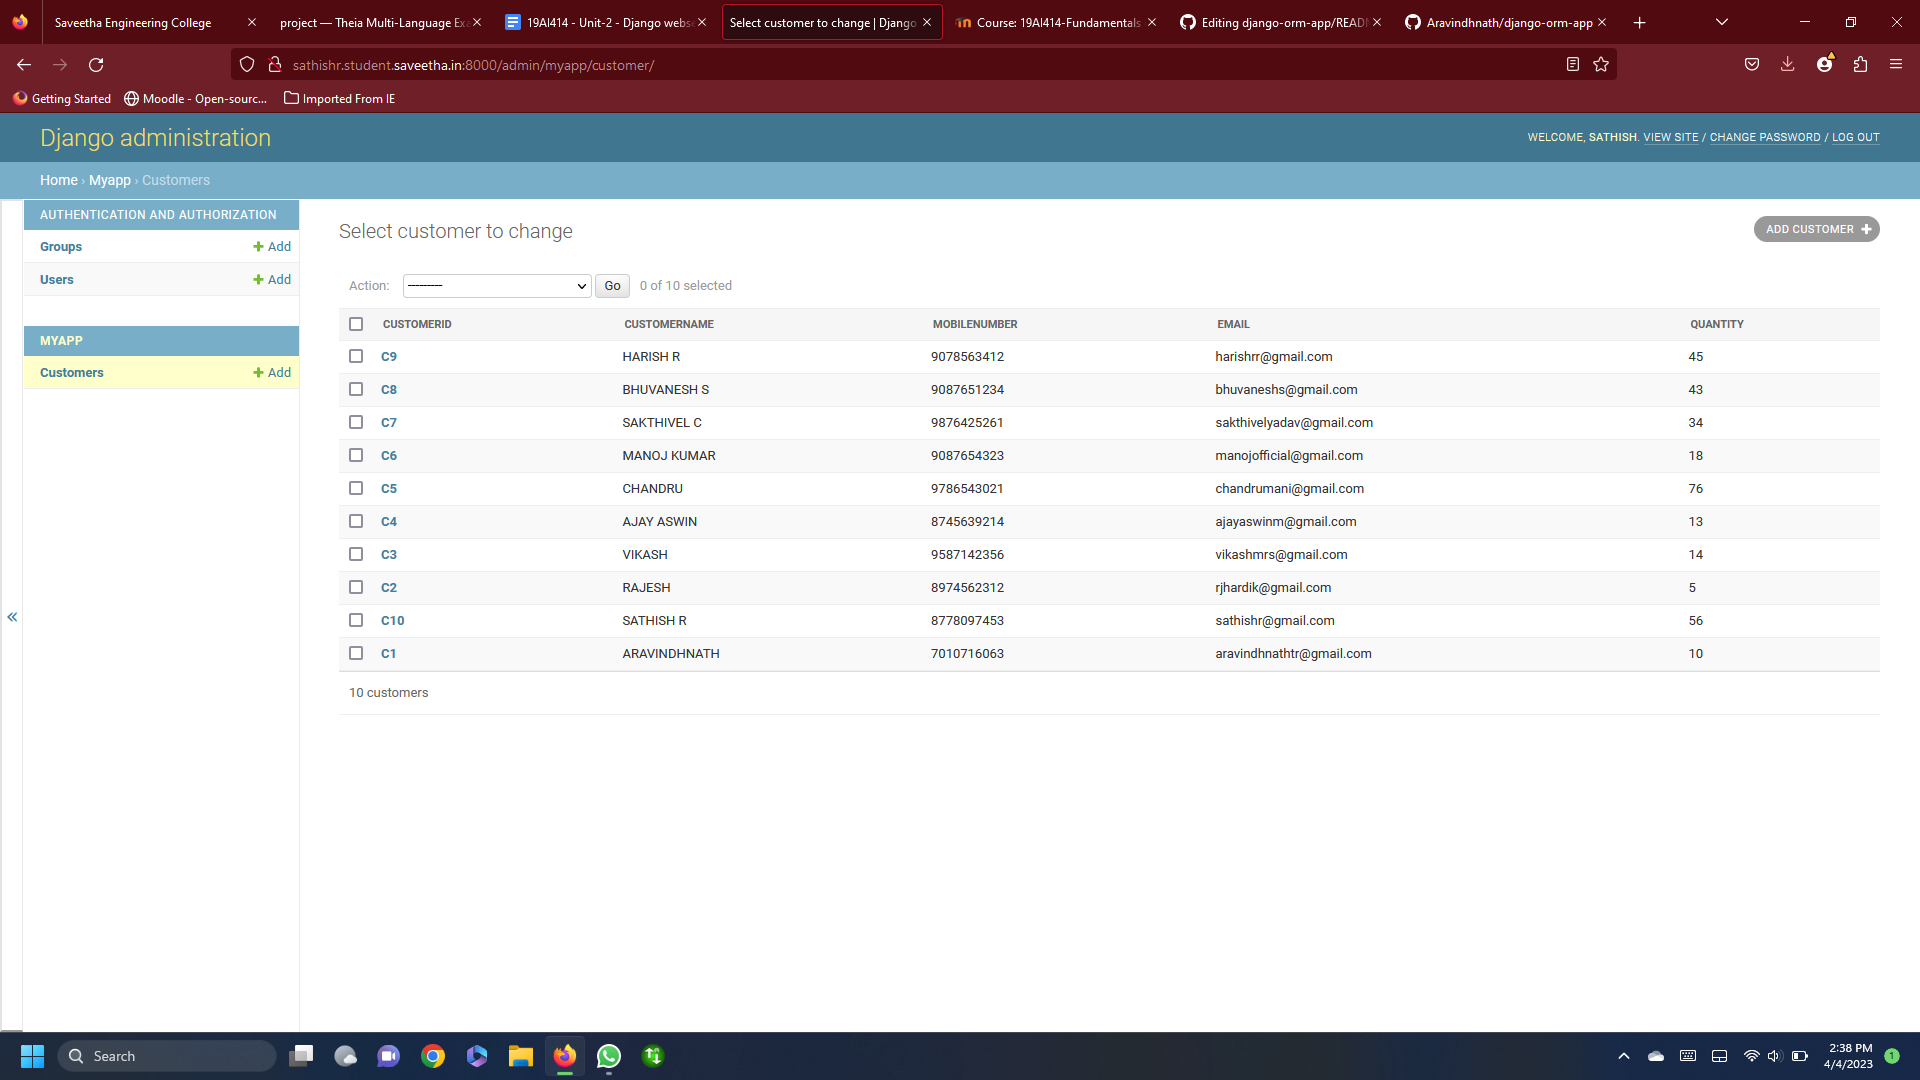 Saveetha Engineering College
project — Theia Multi-Language Exa
19AI414 - Unit-2 - Django webse
Select customer to change | Django
Course: 19AI414-Fundamentals
Editing django-orm-app/READM
Aravindhnath/django-orm-app
sathishr.student.saveetha.in:8000/admin/myapp/customer/
Getting Started
Moodle - Open-sourc...
Imported From IE
Django administration
WELCOME, SATHISH. VIEW SITE / CHANGE PASSWORD / LOG OUT
Home › Myapp › Customers
AUTHENTICATION AND AUTHORIZATION
Groups Add
Users Add
MYAPP
Customers Add
Select customer to change
ADD CUSTOMER
Action: --------- Go 0 of 10 selected
CUSTOMERID CUSTOMERNAME MOBILENUMBER EMAIL QUANTITY
C9 HARISH R 9078563412 harishrr@gmail.com 45
C8 BHUVANESH S 9087651234 bhuvaneshs@gmail.com 43
C7 SAKTHIVEL C 9876425261 sakthivelyadav@gmail.com 34
C6 MANOJ KUMAR 9087654323 manojofficial@gmail.com 18
C5 CHANDRU 9786543021 chandrumani@gmail.com 76
C4 AJAY ASWIN 8745639214 ajayaswinm@gmail.com 13
C3 VIKASH 9587142356 vikashmrs@gmail.com 14
C2 RAJESH 8974562312 rjhardik@gmail.com 5
C10 SATHISH R 8778097453 sathishr@gmail.com 56
C1 ARAVINDHNATH 7010716063 aravindhnathtr@gmail.com 10
10 customers
Search
2:38 PM
4/4/2023
1